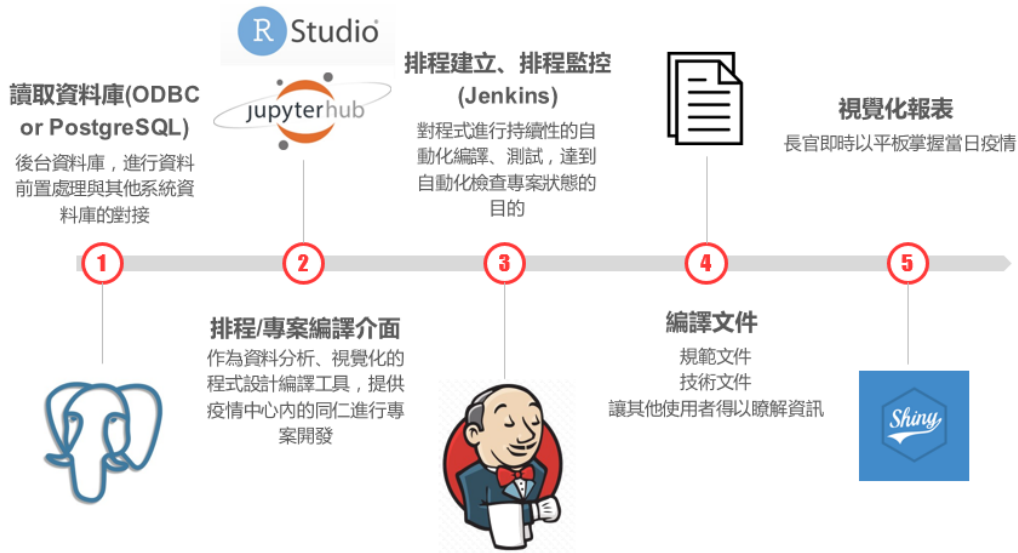 讀取資料庫(ODBC
or PostgreSQL)
後台資料庫，進行資料
前置處理與其他系統資
料庫的對接
R Studio®
jupyterhub
排程建立、排程監控
(Jenkins)
對程式進行持續性的自
動化編譯、測試，達到
自動化檢查專案狀態的
目的
視覺化報表
長官即時以平板掌握當日疫情
1
2
3
4
5
排程/專案編譯介面
作為資料分析、視覺化的
程式設計編譯工具，提供
疫情中心內的同仁進行專
案開發
編譯文件
規範文件
技術文件
讓其他使用者得以瞭解資訊
Shiny